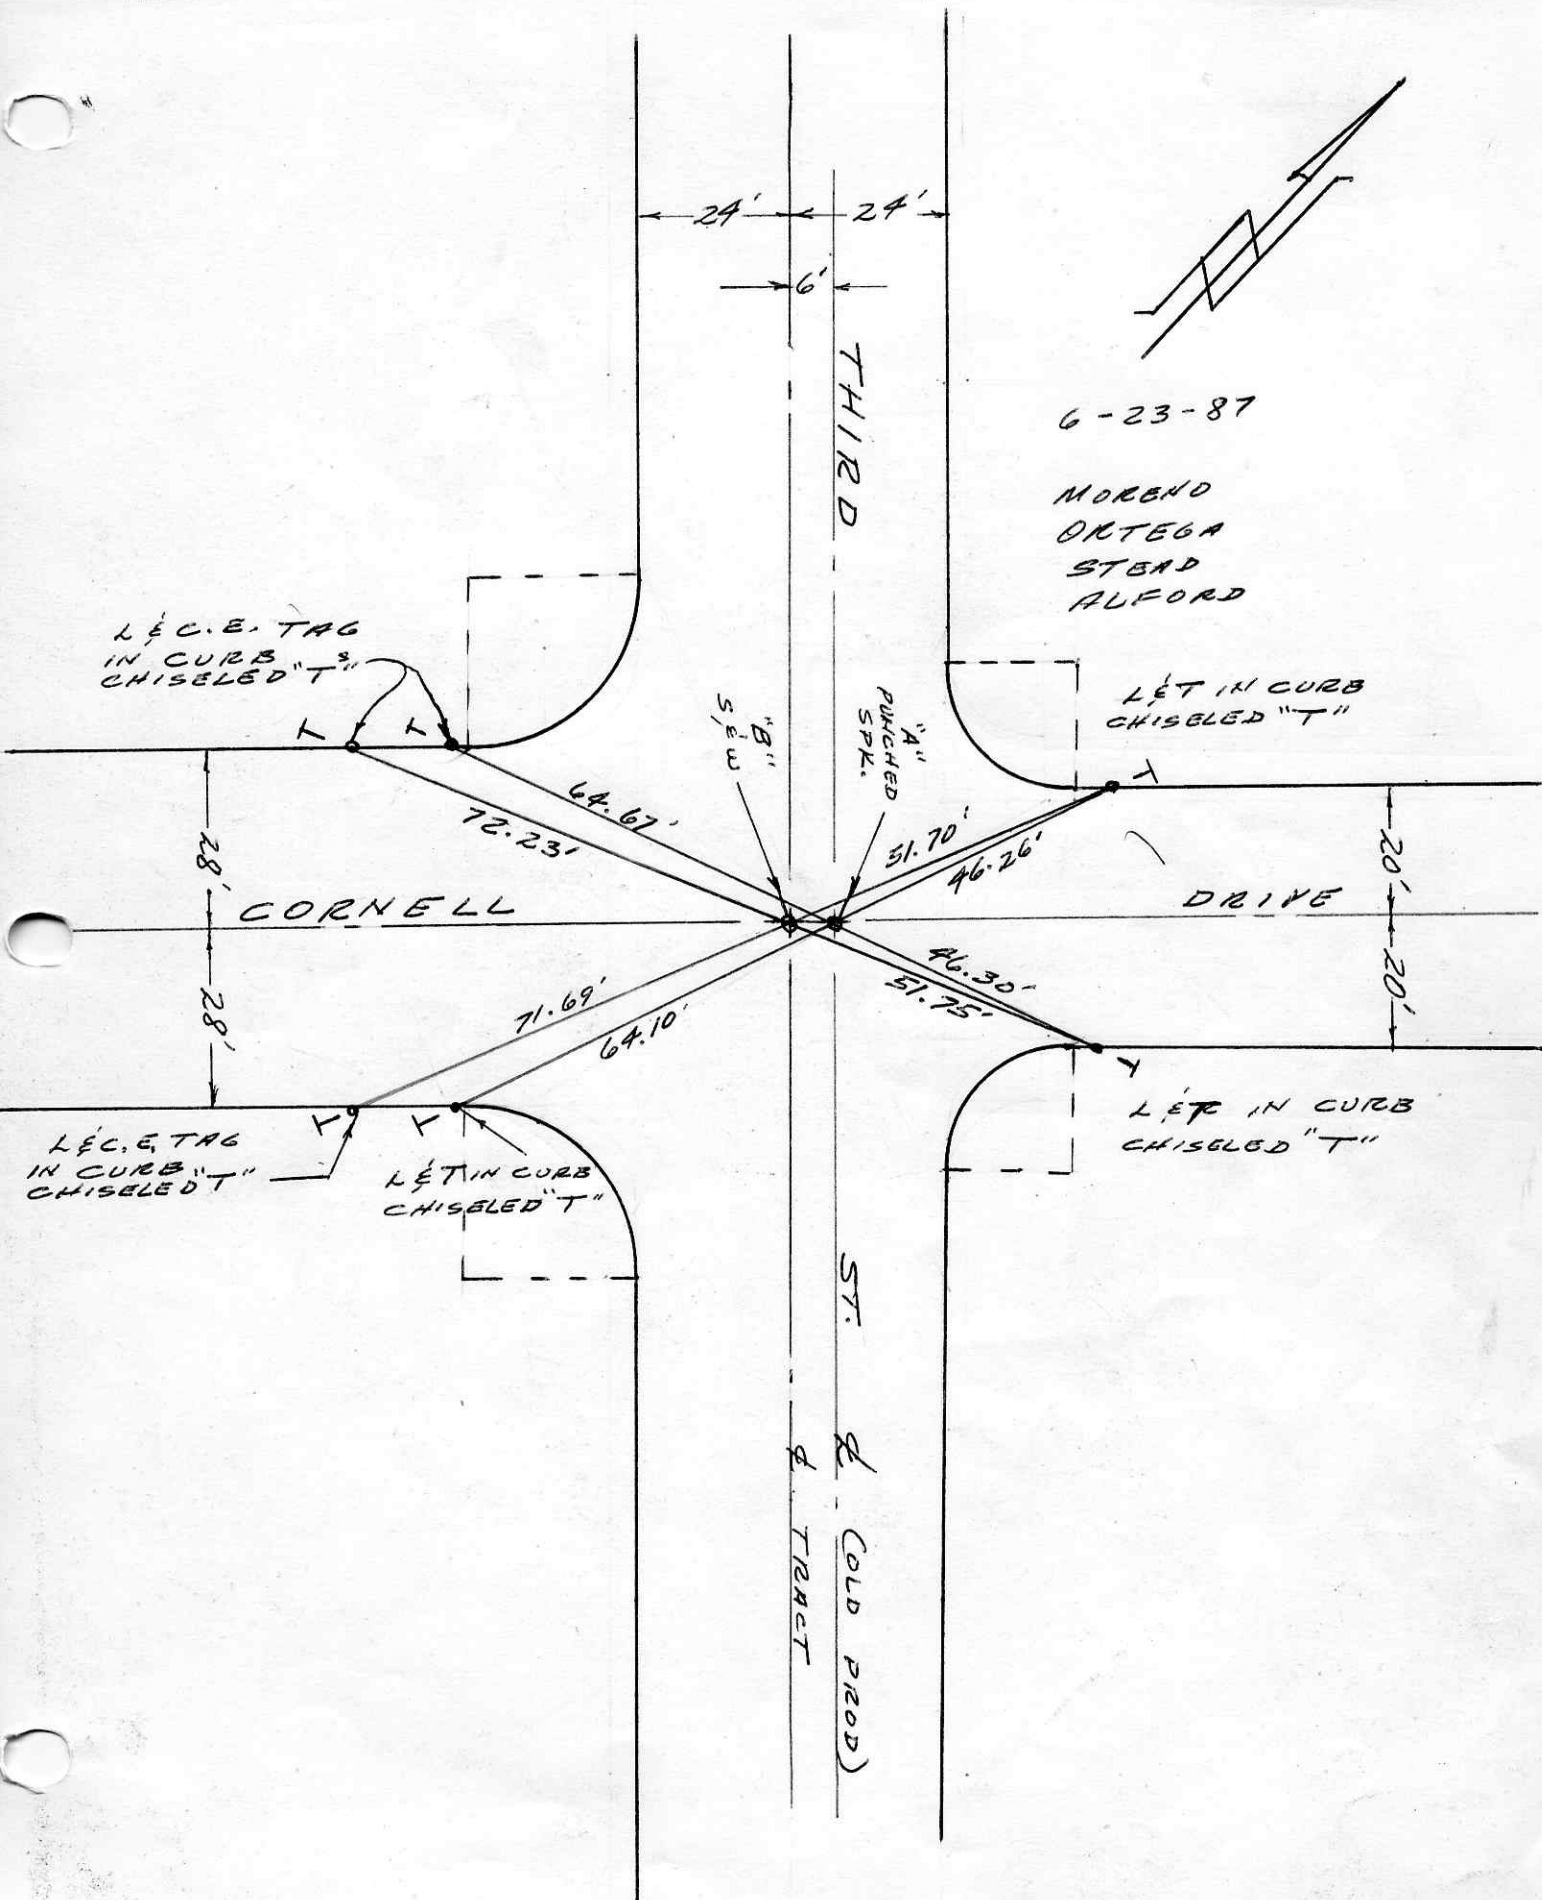 24' 24'
6'
THIRD
6-23-87
MORENO
ORTEGA
STEAD
ALFORD
L & C.E. TAG
IN CURB
CHISELED "T"s
T T
"B"
S & W
"A"
PUNCHED
SPK.
L & T IN CURB
CHISELED "T"
T
64.67'
72.23'
51.70'
46.26'
28'
28'
20'
20'
CORNELL DRIVE
46.30'
51.75'
71.69'
64.10'
T T
T
L & C.E. TAG
IN CURB
CHISELED "T"
L & T IN CURB
CHISELED "T"
L & T IN CURB
CHISELED "T"
ST.
℄ (OLD PROD)
℄ TRACT